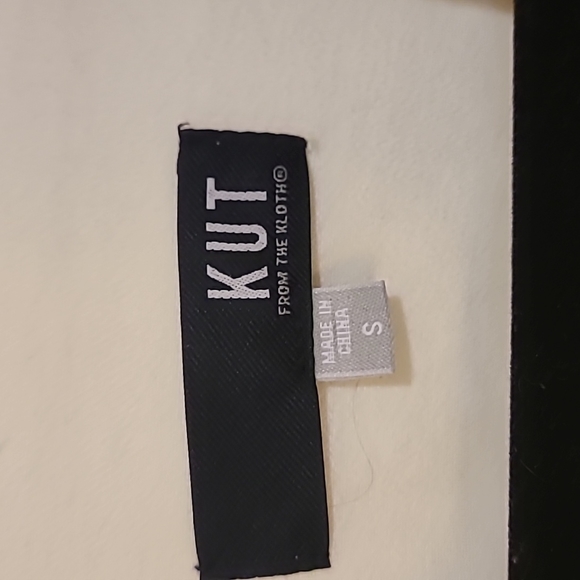 KUT
FROM THE KLOTH®
MADE IN
CHINA
S